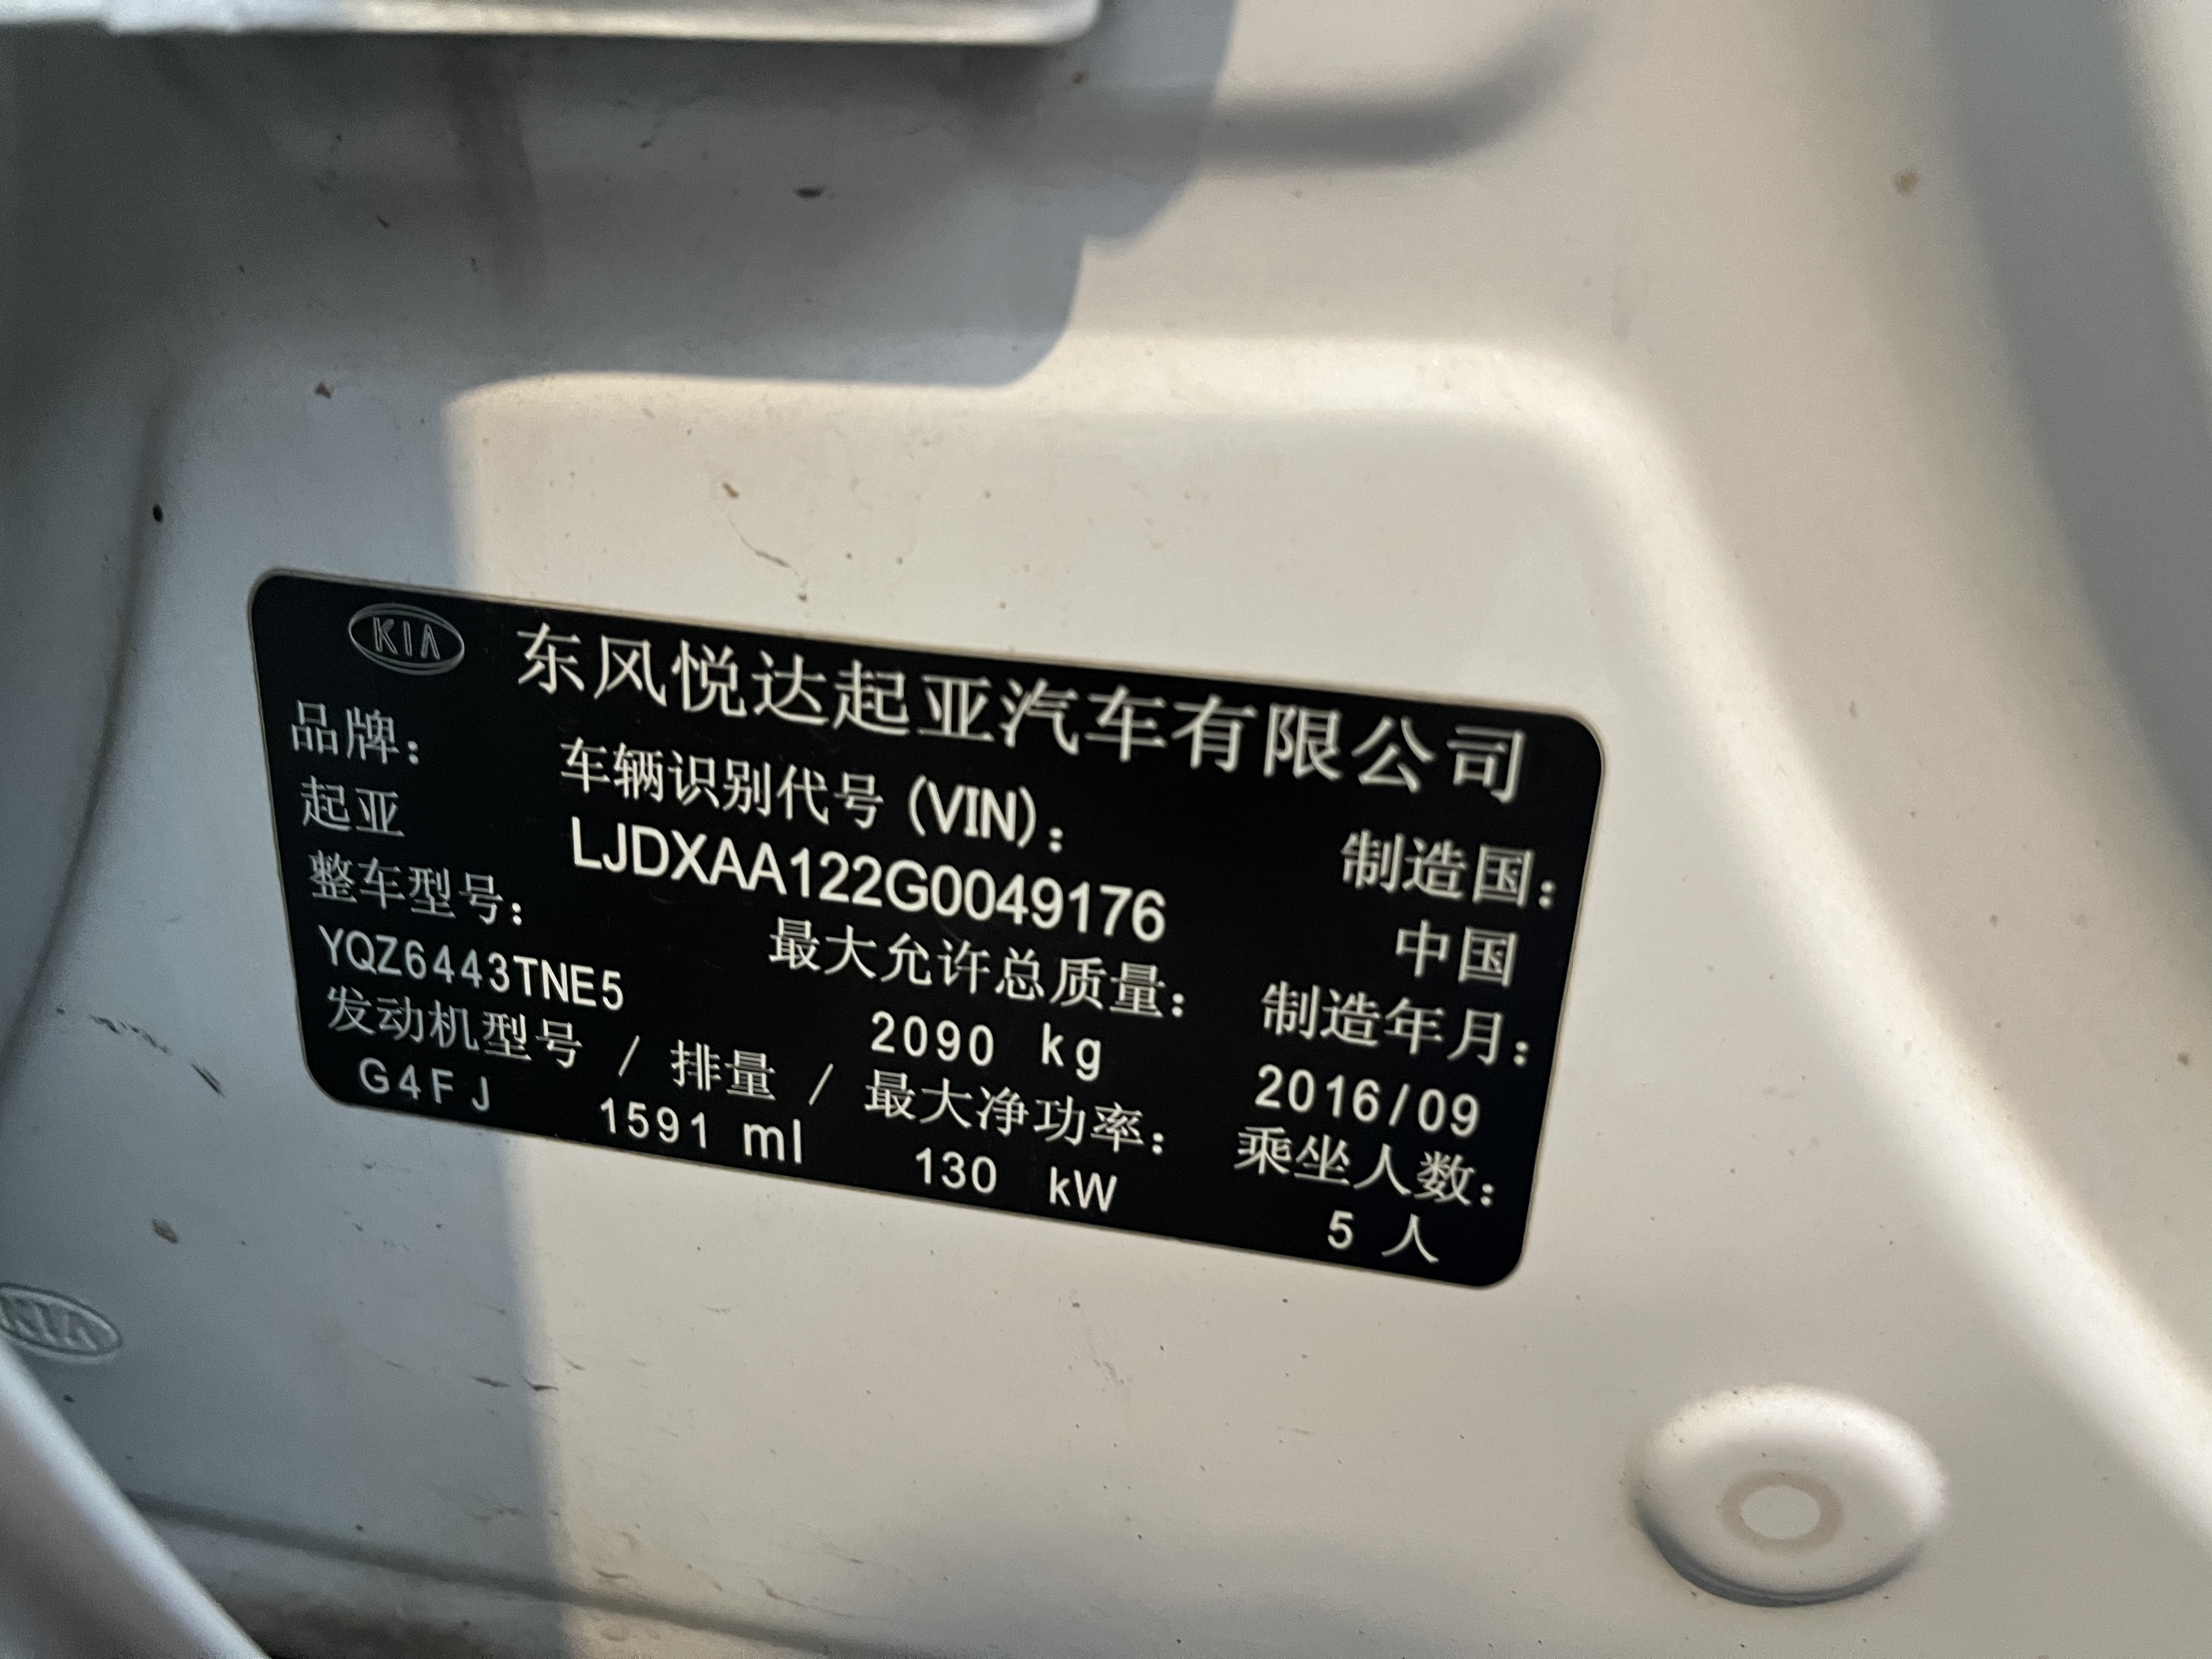 KIA 东风悦达起亚汽车有限公司
品牌： 车辆识别代号 (VIN)： 制造国：
起亚 LJDXAA122G0049176 中国
整车型号： 最大允许总质量： 制造年月：
YQZ6443TNE5 2090 kg 2016/09
发动机型号 / 排量 / 最大净功率： 乘坐人数：
G4FJ 1591 ml 130 kW 5 人
KIA